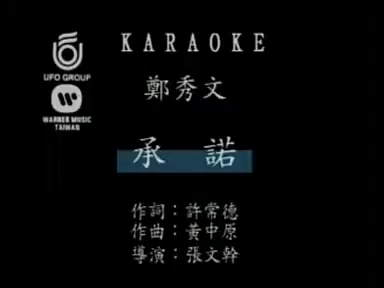 KARAOKE
UFO GROUP
鄭秀文
WARNER MUSIC
TAIWAN
承諾
作詞：許常德
作曲：黃中原
導演：張文幹